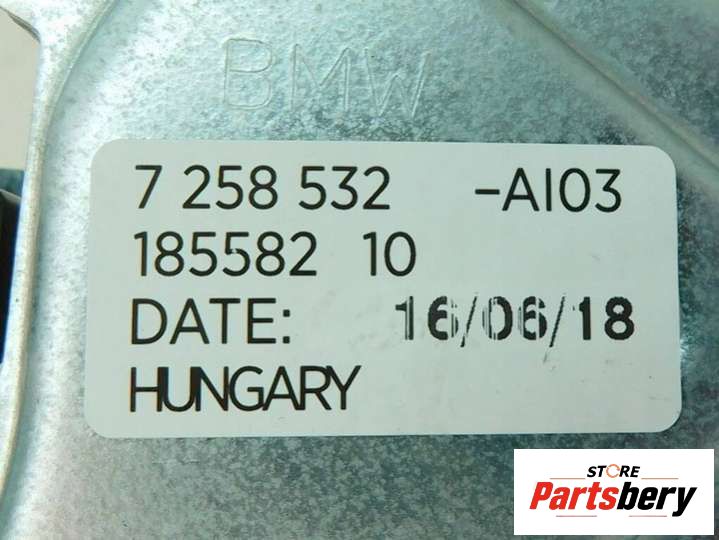 BMW
7 258 532 -AI03
185582 10
DATE: 16/06/18
HUNGARY
STORE
Partsbery